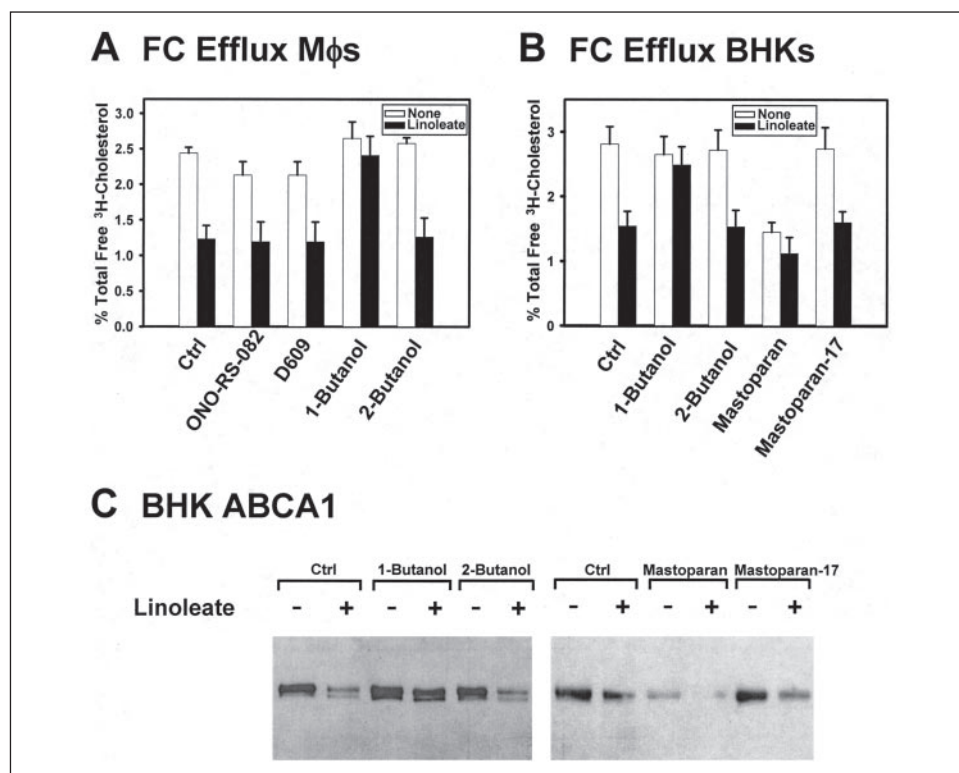 A FC Efflux Mϕs
% Total Free ³H-Cholesterol
3.0
2.5
2.0
1.5
1.0
0.5
0.0
None
Linoleate
Ctrl
ONO-RS-082
D609
1-Butanol
2-Butanol
B FC Efflux BHKs
% Total Free ³H-Cholesterol
3
2
1
0
None
Linoleate
Ctrl
1-Butanol
2-Butanol
Mastoparan
Mastoparan-17
C BHK ABCA1
Ctrl 1-Butanol 2-Butanol Ctrl Mastoparan Mastoparan-17
Linoleate - + - + - + - + - + - +